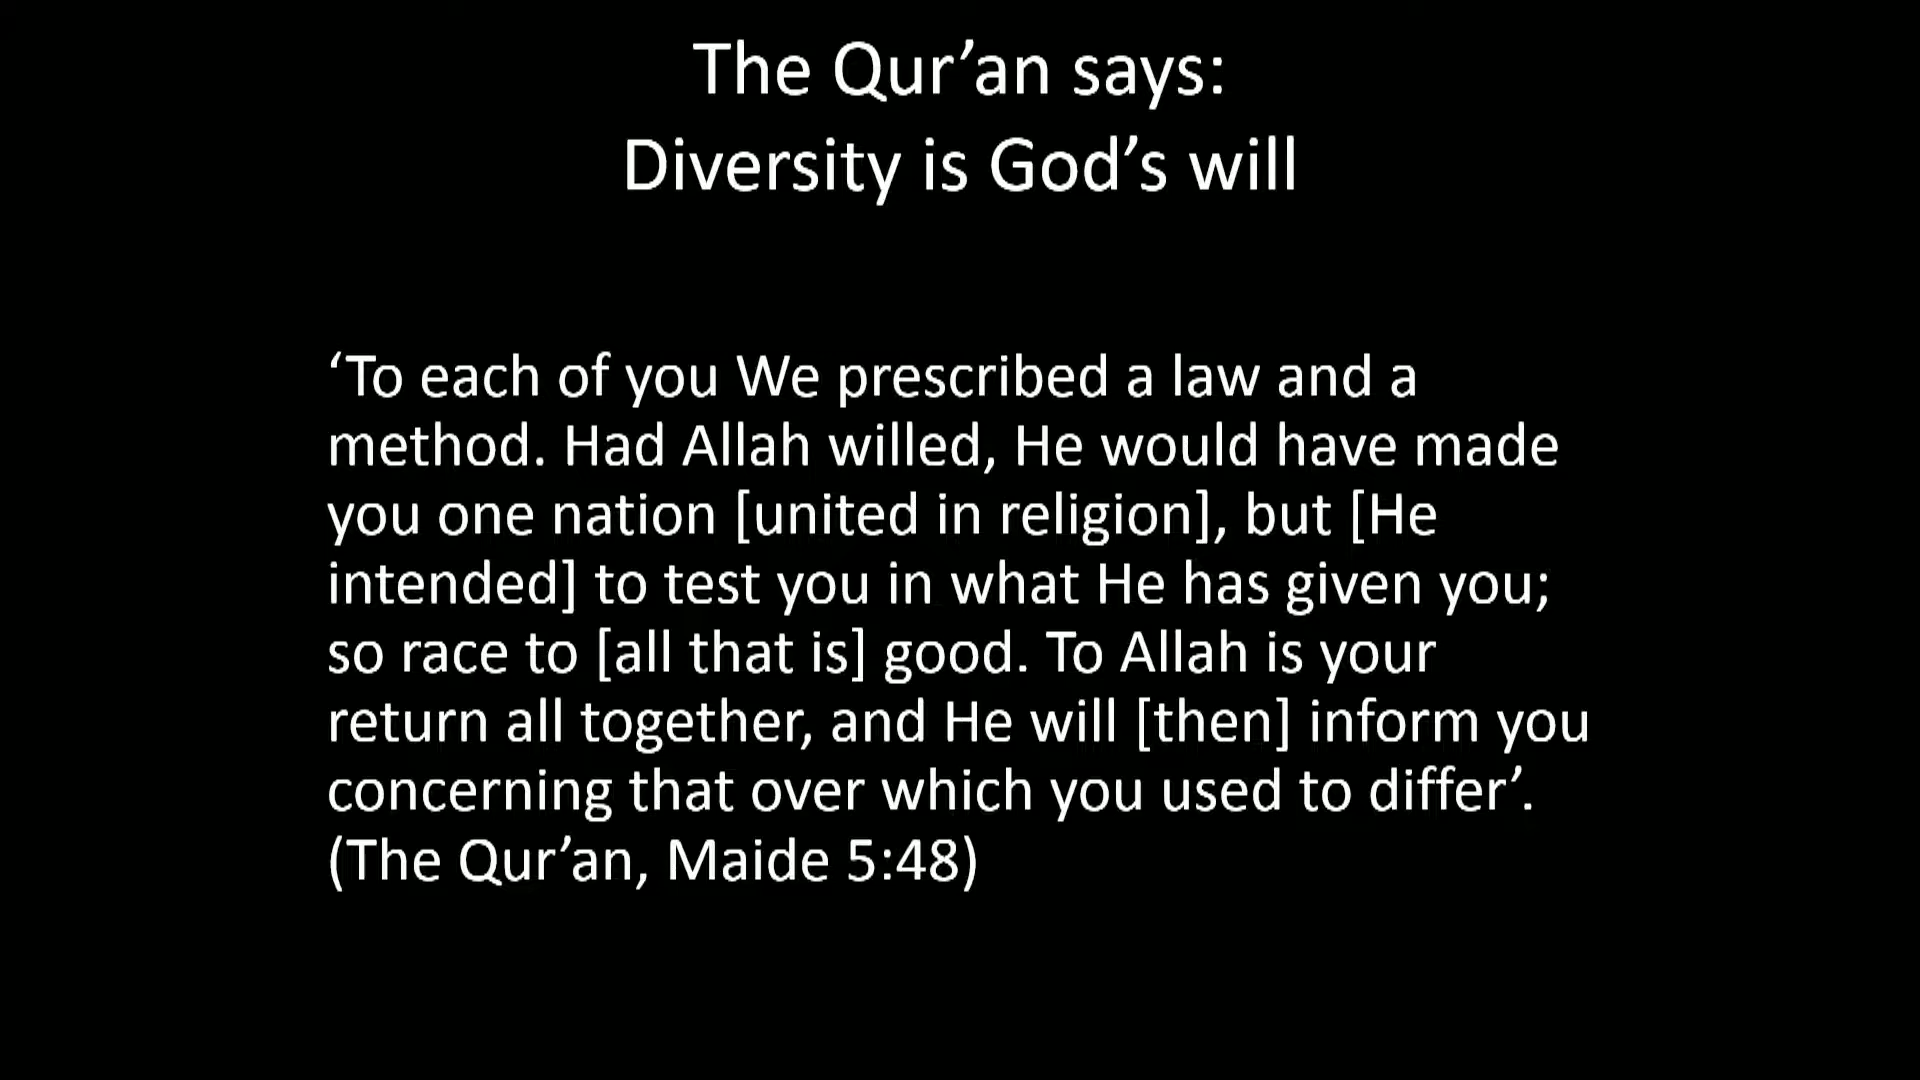 The Qur’an says:
Diversity is God’s will
‘To each of you We prescribed a law and a
method. Had Allah willed, He would have made
you one nation [united in religion], but [He
intended] to test you in what He has given you;
so race to [all that is] good. To Allah is your
return all together, and He will [then] inform you
concerning that over which you used to differ’.
(The Qur’an, Maide 5:48)